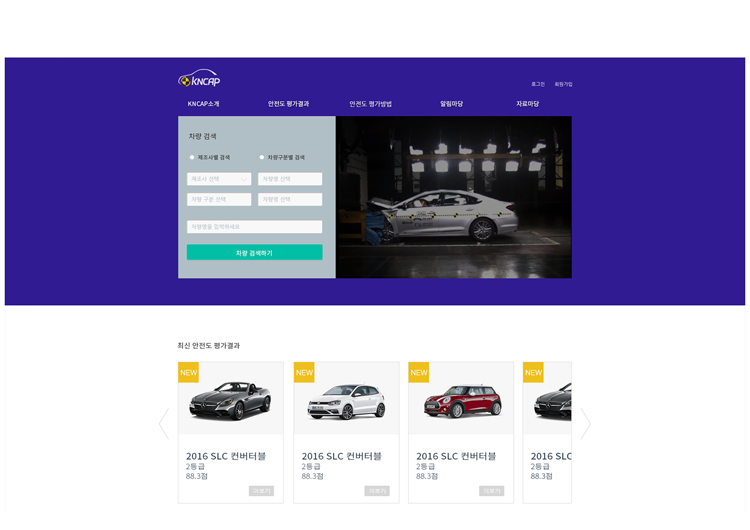 KNCAP
로그인 회원가입
KNCAP소개 안전도 평가결과 안전도 평가방법 알림마당 자료마당
차량 검색
제조사별 검색 차량구분별 검색
제조사 선택 차량명 선택
차량 구분 선택 차량명 선택
차량명을 입력하세요
차량 검색하기
최신 안전도 평가결과
NEW NEW NEW NEW
2016 SLC 컨버터블 2016 SLC 컨버터블 2016 SLC 컨버터블 2016 SLC
2등급 2등급 2등급 2등급
88.3점 88.3점 88.3점 88.3점
더보기 더보기 더보기